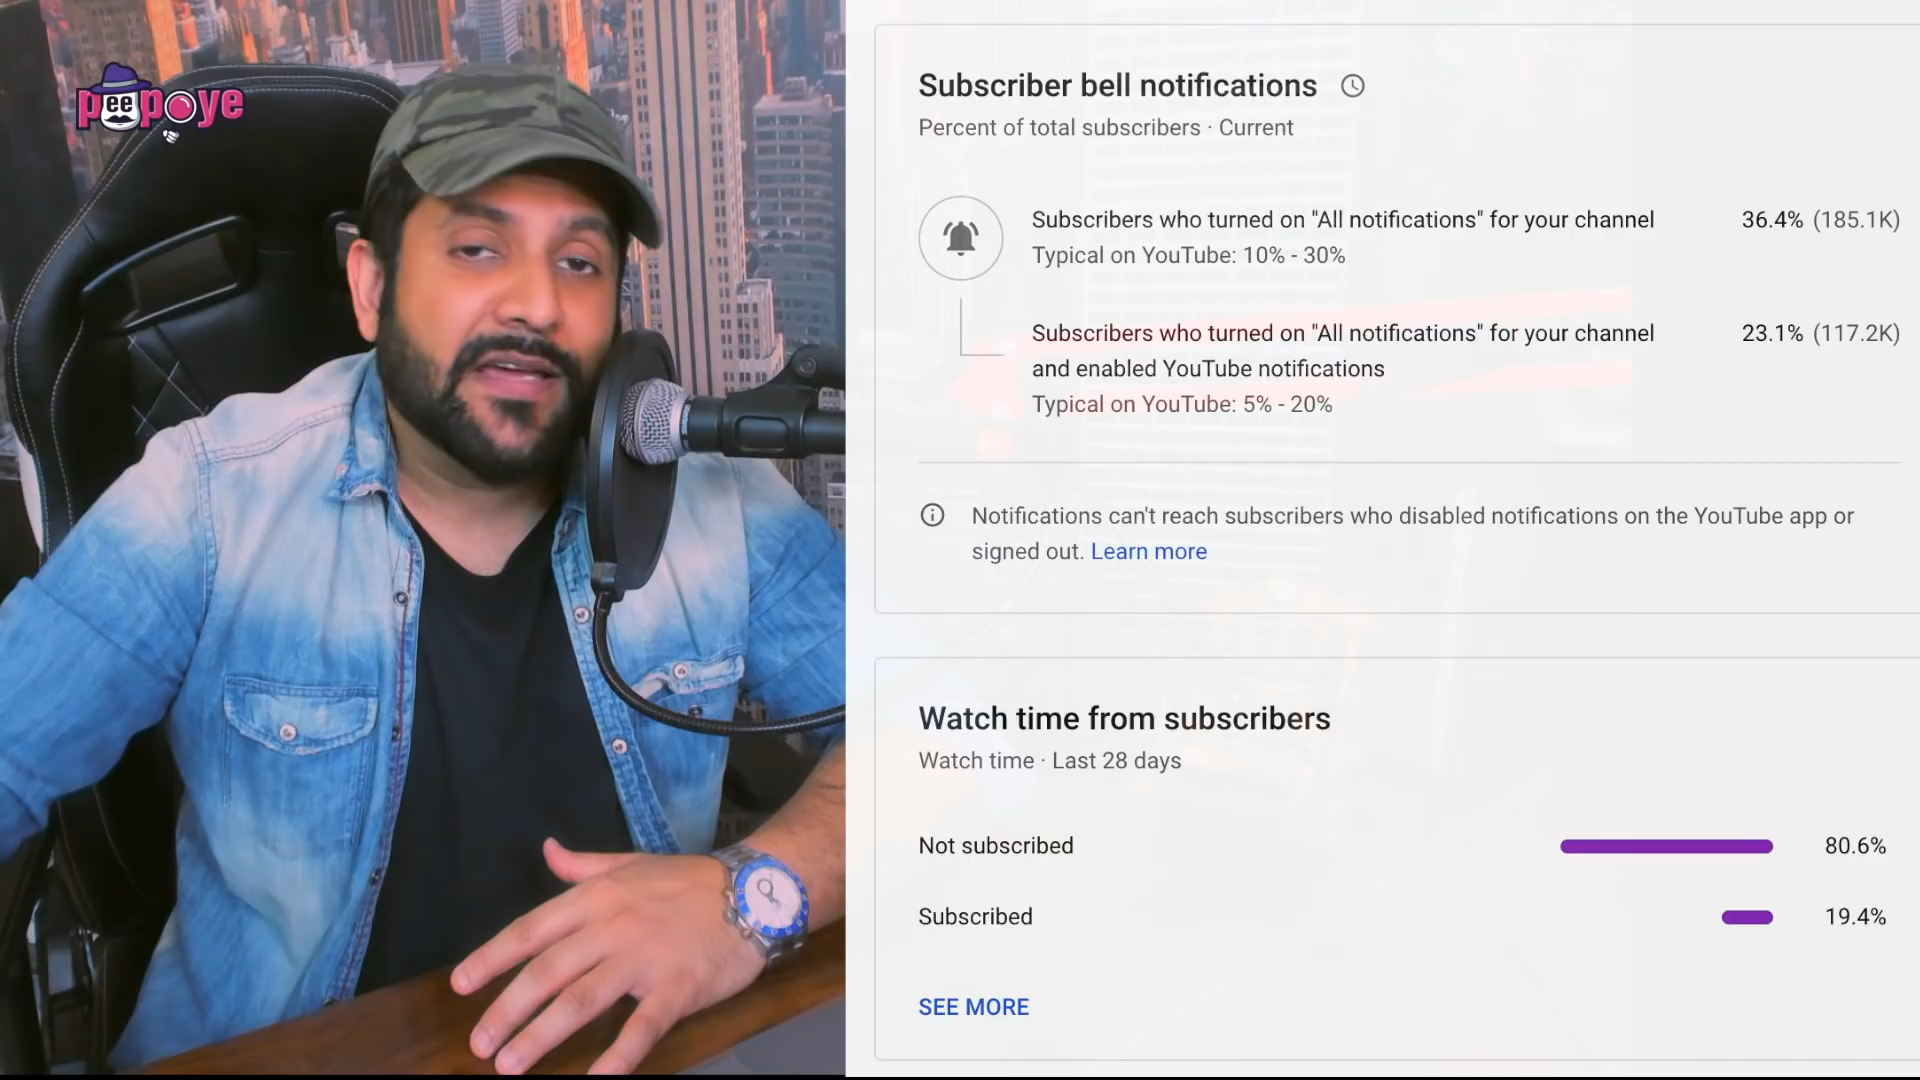 peepoye
Subscriber bell notifications
Percent of total subscribers · Current
Subscribers who turned on "All notifications" for your channel 36.4% (185.1K)
Typical on YouTube: 10% - 30%
Subscribers who turned on "All notifications" for your channel 23.1% (117.2K)
and enabled YouTube notifications
Typical on YouTube: 5% - 20%
Notifications can't reach subscribers who disabled notifications on the YouTube app or
signed out. Learn more
Watch time from subscribers
Watch time · Last 28 days
Not subscribed 80.6%
Subscribed 19.4%
SEE MORE